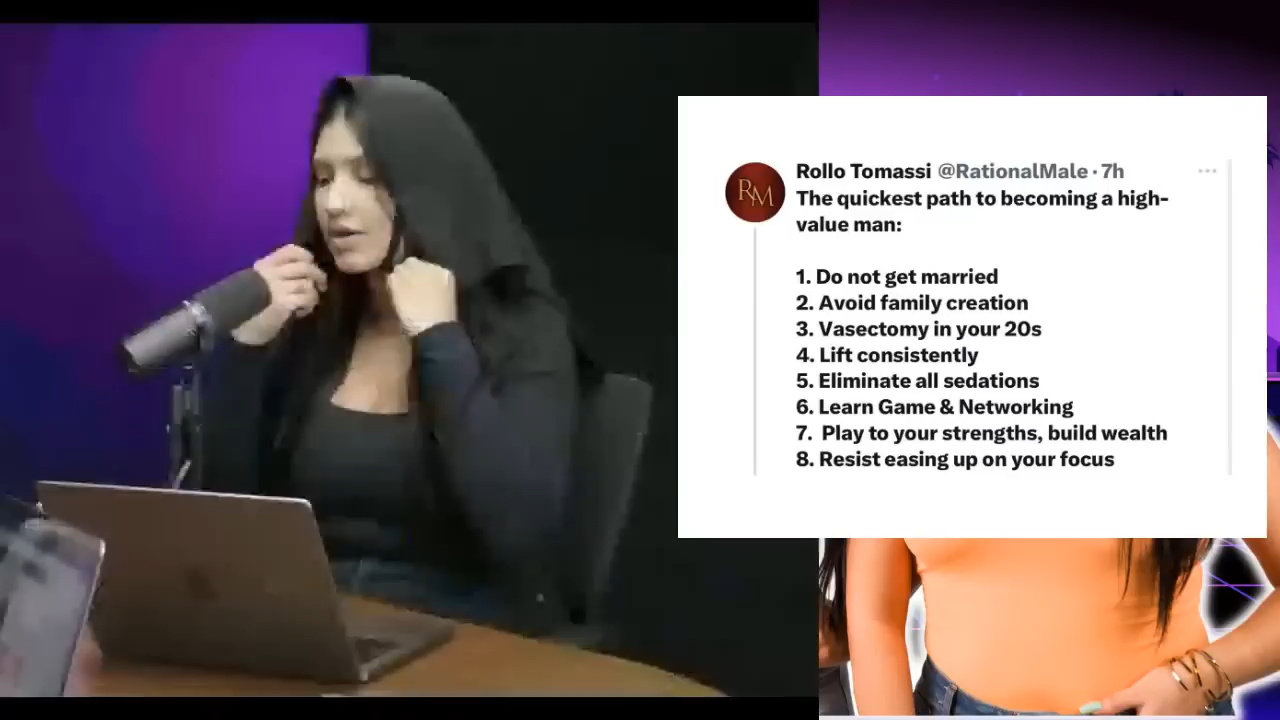 RM
Rollo Tomassi @RationalMale · 7h
The quickest path to becoming a high-
value man:
1. Do not get married
2. Avoid family creation
3. Vasectomy in your 20s
4. Lift consistently
5. Eliminate all sedations
6. Learn Game & Networking
7. Play to your strengths, build wealth
8. Resist easing up on your focus